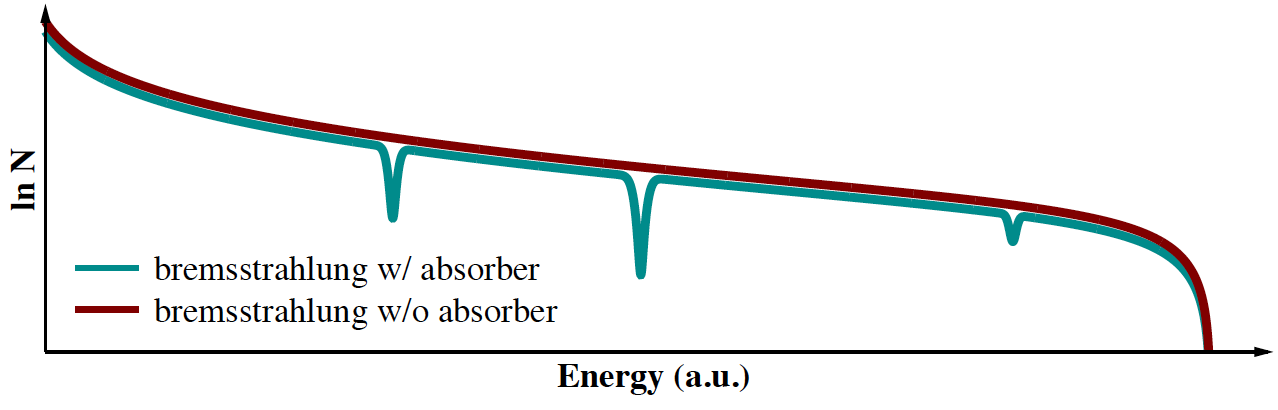 ln N
bremsstrahlung w/ absorber
bremsstrahlung w/o absorber
Energy (a.u.)